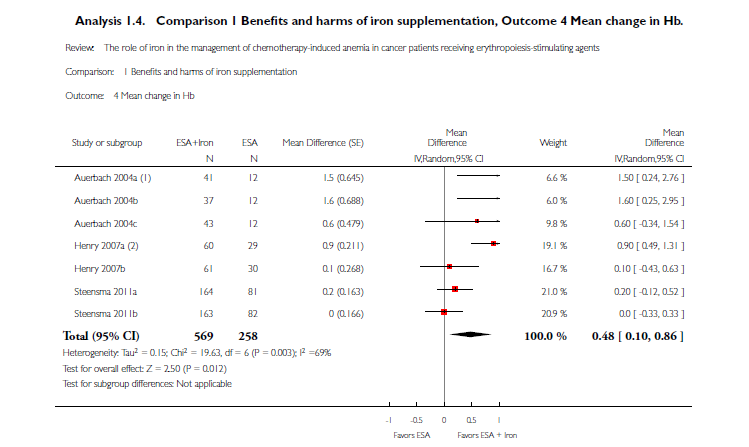 Analysis 1.4. Comparison 1 Benefits and harms of iron supplementation, Outcome 4 Mean change in Hb.
Review: The role of iron in the management of chemotherapy-induced anemia in cancer patients receiving erythropoiesis-stimulating agents
Comparison: 1 Benefits and harms of iron supplementation
Outcome: 4 Mean change in Hb
Study or subgroup ESA+Iron ESA Mean Difference (SE) Mean Difference Weight Mean Difference
N N IV,Random,95% CI IV,Random,95% CI
Auerbach 2004a (1) 41 12 1.5 (0.645) 6.6 % 1.50 [ 0.24, 2.76 ]
Auerbach 2004b 37 12 1.6 (0.688) 6.0 % 1.60 [ 0.25, 2.95 ]
Auerbach 2004c 43 12 0.6 (0.479) 9.8 % 0.60 [ -0.34, 1.54 ]
Henry 2007a (2) 60 29 0.9 (0.211) 19.1 % 0.90 [ 0.49, 1.31 ]
Henry 2007b 61 30 0.1 (0.268) 16.7 % 0.10 [ -0.43, 0.63 ]
Steensma 2011a 164 81 0.2 (0.163) 21.0 % 0.20 [ -0.12, 0.52 ]
Steensma 2011b 163 82 0 (0.166) 20.9 % 0.0 [ -0.33, 0.33 ]
Total (95% CI) 569 258 100.0 % 0.48 [ 0.10, 0.86 ]
Heterogeneity: Tau² = 0.15; Chi² = 19.63, df = 6 (P = 0.003); I² =69%
Test for overall effect: Z = 2.50 (P = 0.012)
Test for subgroup differences: Not applicable
-1 -0.5 0 0.5 1
Favors ESA Favors ESA + Iron